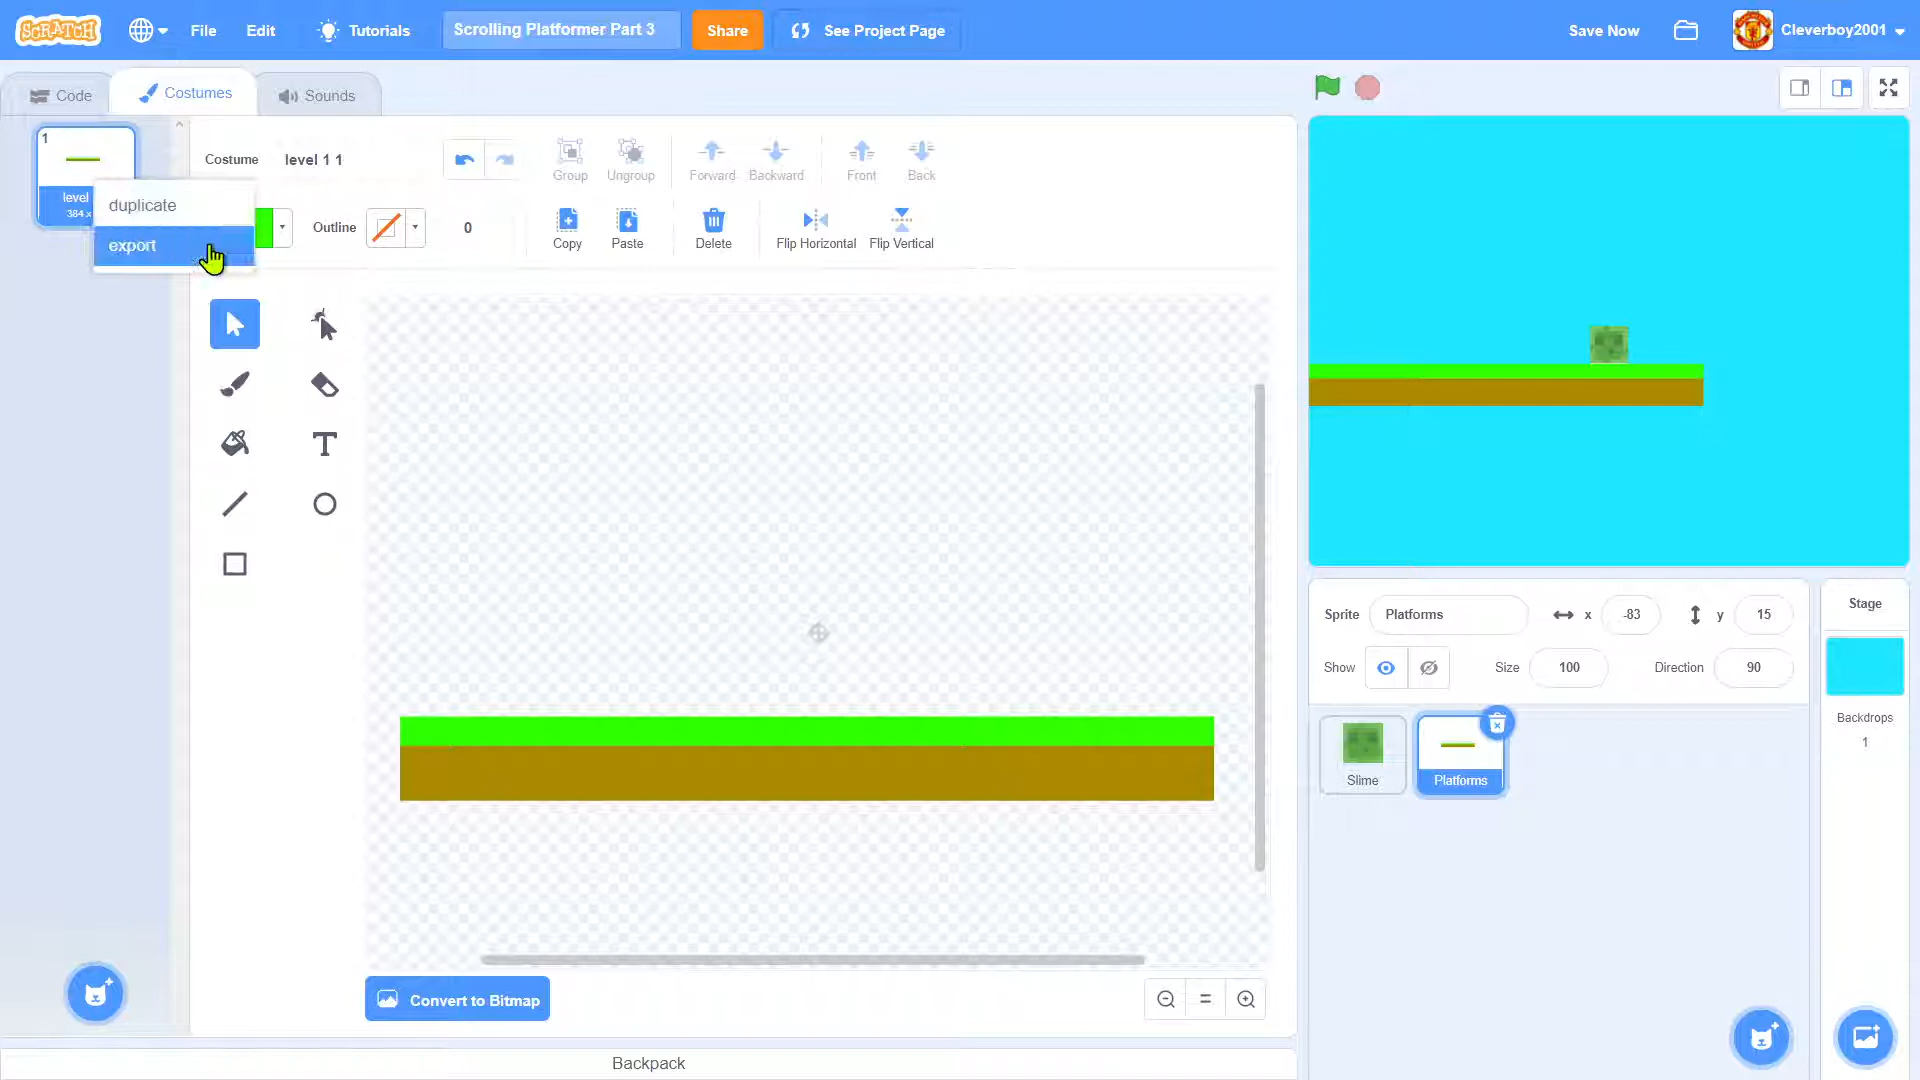 SCRATCH
File
Edit
Tutorials
Scrolling Platformer Part 3
Share
See Project Page
Save Now
Cleverboy2001
Code
Costumes
Sounds
1
level
384 x
duplicate
export
Costume
level 1 1
Group
Ungroup
Forward
Backward
Front
Back
Outline
0
Copy
Paste
Delete
Flip Horizontal
Flip Vertical
T
Convert to Bitmap
Backpack
Sprite
Platforms
x
-83
y
15
Show
Size
100
Direction
90
Slime
Platforms
Stage
Backdrops
1